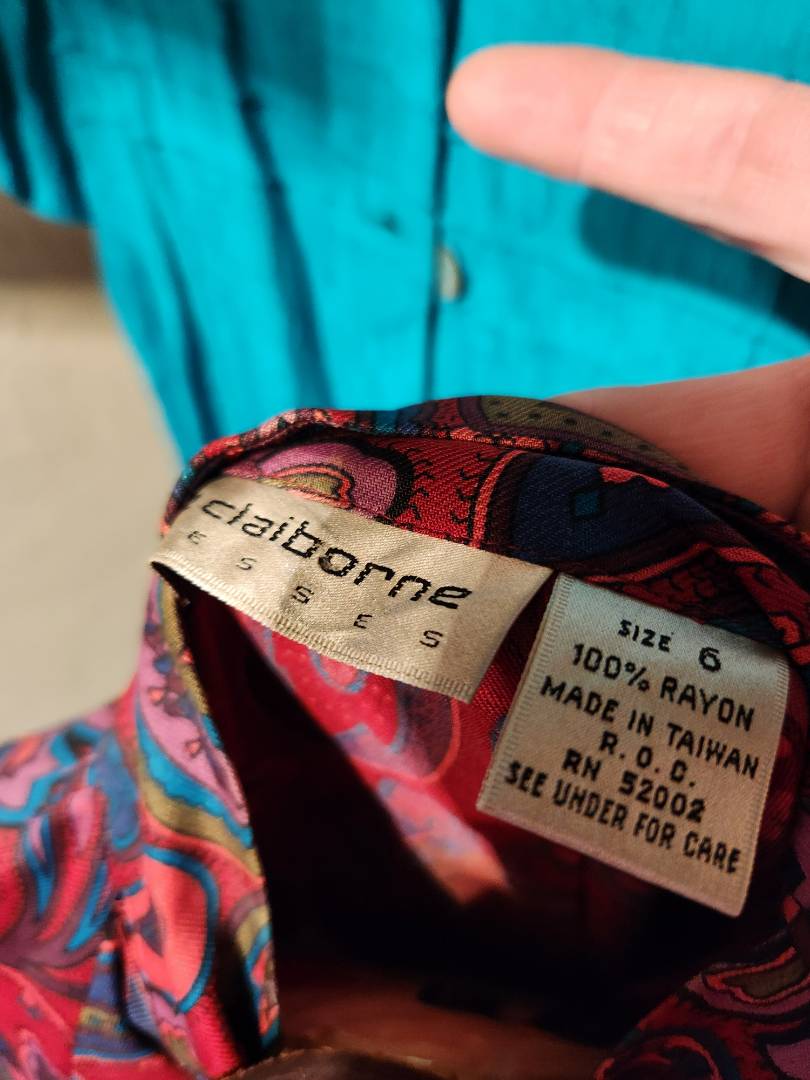 claiborne
E S S E S
SIZE 6
100% RAYON
MADE IN TAIWAN
R.O.C.
RN 52002
SEE UNDER FOR CARE